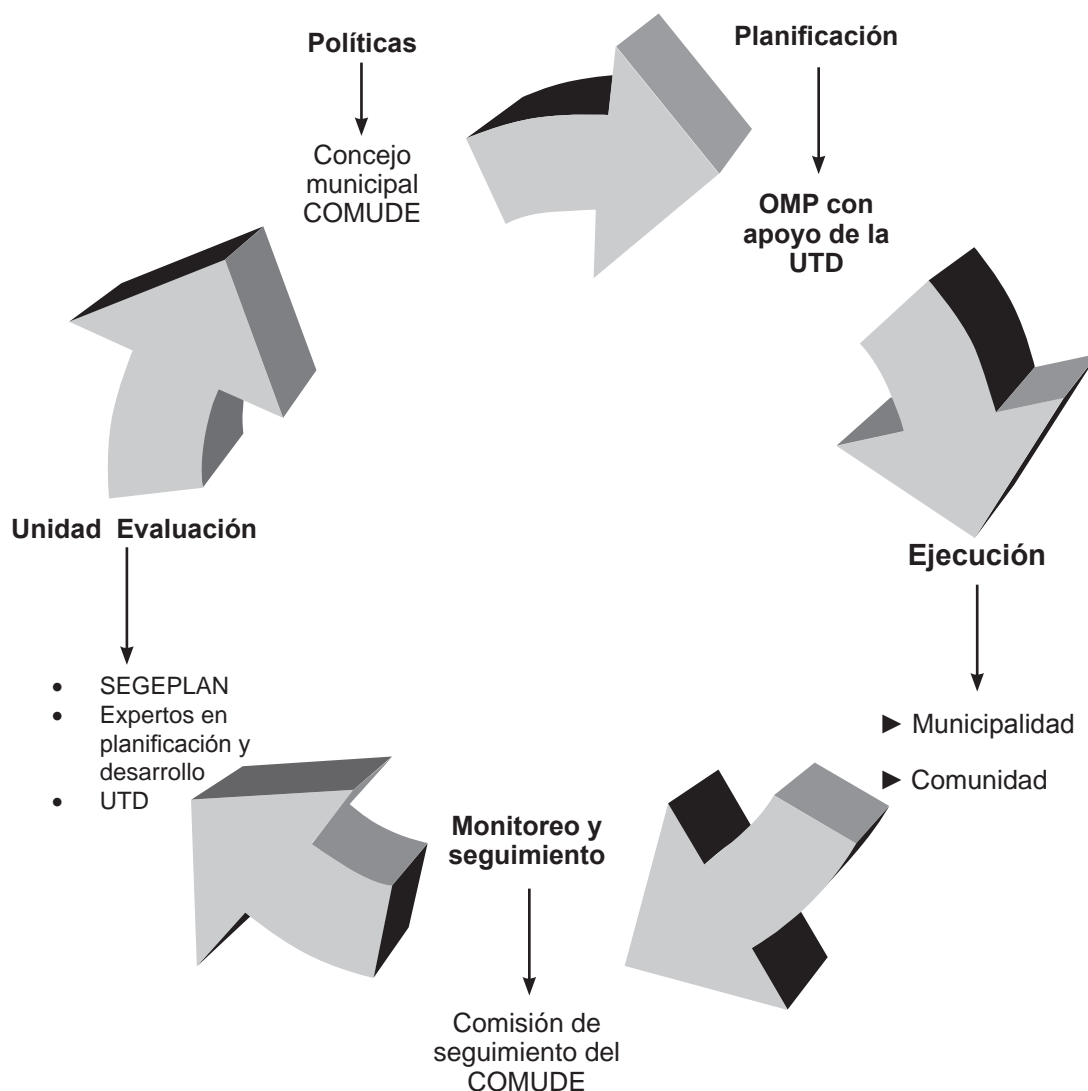 Políticas
Concejo
municipal
COMUDE
Planificación
OMP con
apoyo de la
UTD
Ejecución
► Municipalidad
► Comunidad
Monitoreo y
seguimiento
Comisión de
seguimiento del
COMUDE
Unidad Evaluación
• SEGEPLAN
• Expertos en
planificación y
desarrollo
• UTD